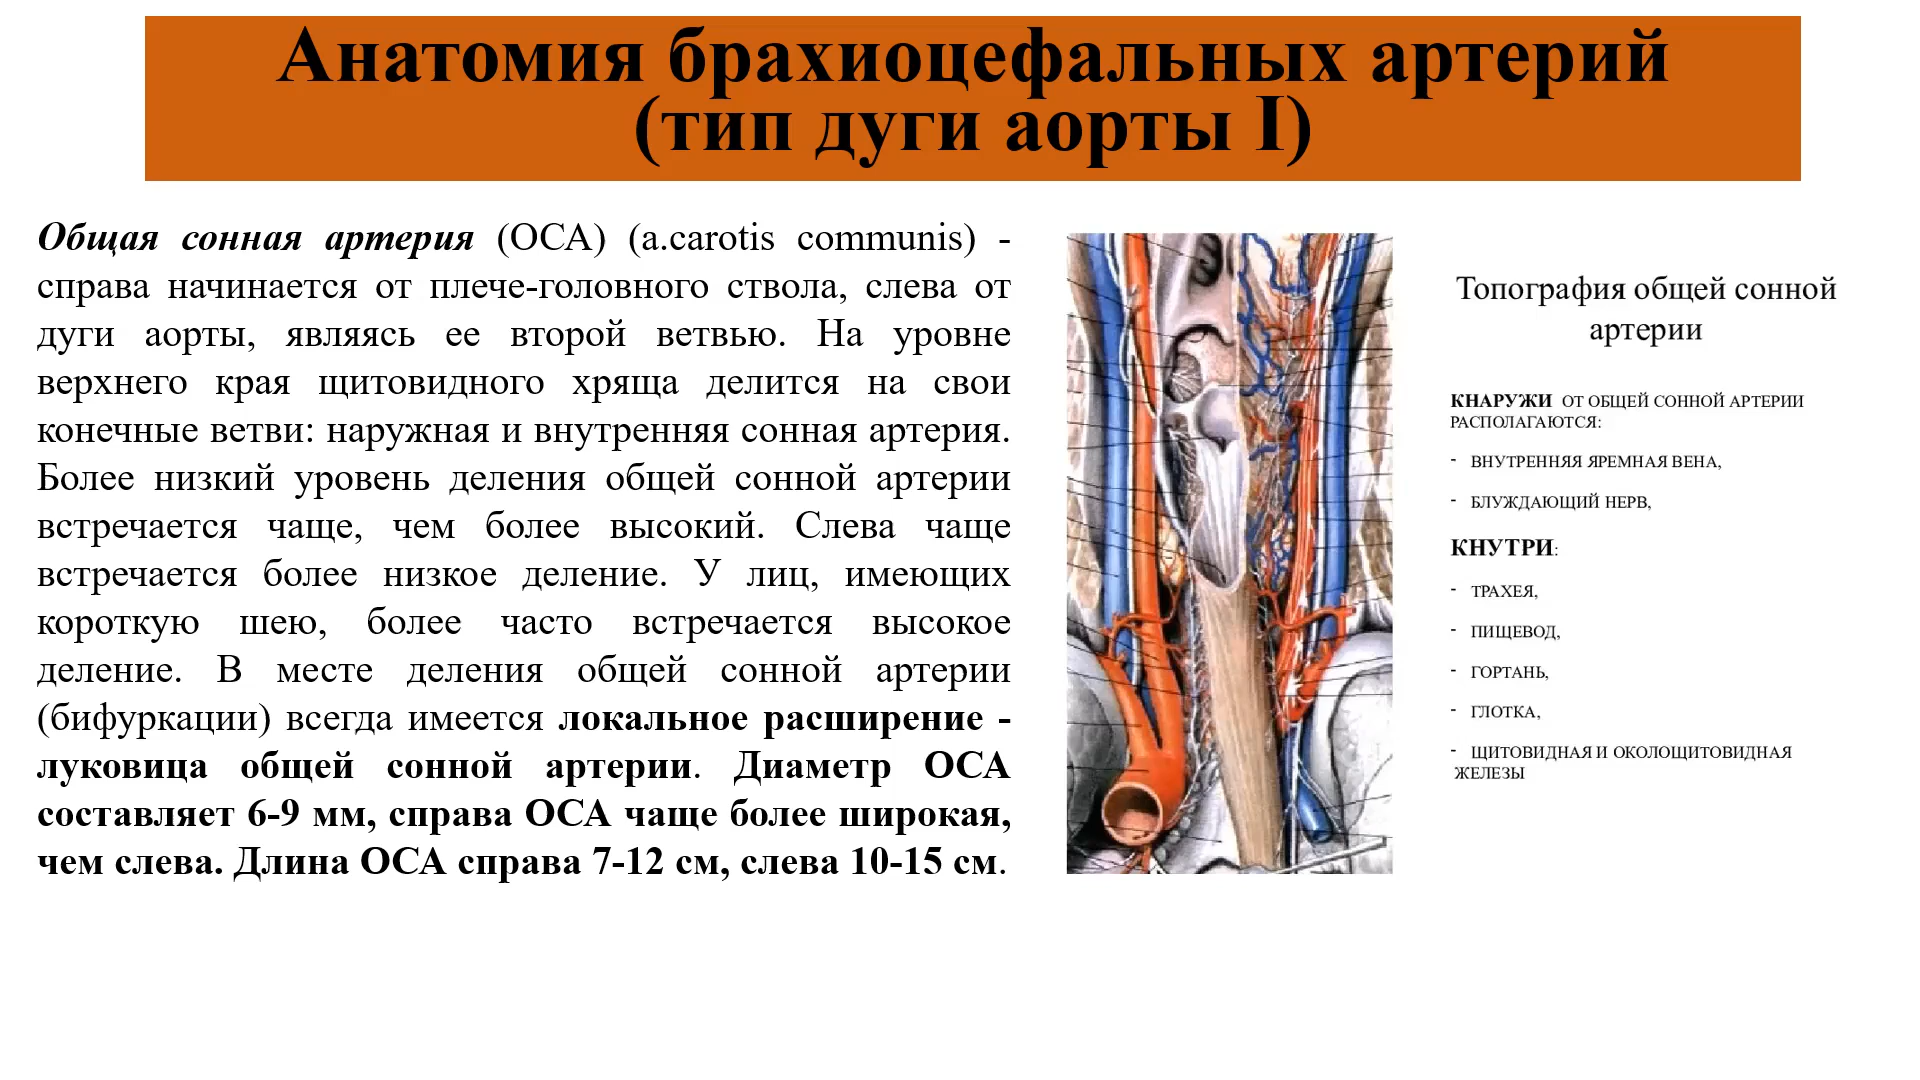 Анатомия брахиоцефальных артерий
(тип дуги аорты I)
Общая сонная артерия (ОСА) (a.carotis communis) -
справа начинается от плече-головного ствола, слева от
дуги аорты, являясь ее второй ветвью. На уровне
верхнего края щитовидного хряща делится на свои
конечные ветви: наружная и внутренняя сонная артерия.
Более низкий уровень деления общей сонной артерии
встречается чаще, чем более высокий. Слева чаще
встречается более низкое деление. У лиц, имеющих
короткую шею, более часто встречается высокое
деление. В месте деления общей сонной артерии
(бифуркации) всегда имеется локальное расширение -
луковица общей сонной артерии. Диаметр ОСА
составляет 6-9 мм, справа ОСА чаще более широкая,
чем слева. Длина ОСА справа 7-12 см, слева 10-15 см.
Топография общей сонной
артерии
КНАРУЖИ ОТ ОБЩЕЙ СОННОЙ АРТЕРИИ
РАСПОЛАГАЮТСЯ:
- ВНУТРЕННЯЯ ЯРЕМНАЯ ВЕНА,
- БЛУЖДАЮЩИЙ НЕРВ,
КНУТРИ:
- ТРАХЕЯ,
- ПИЩЕВОД,
- ГОРТАНЬ,
- ГЛОТКА,
- ЩИТОВИДНАЯ И ОКОЛОЩИТОВИДНАЯ
ЖЕЛЕЗЫ